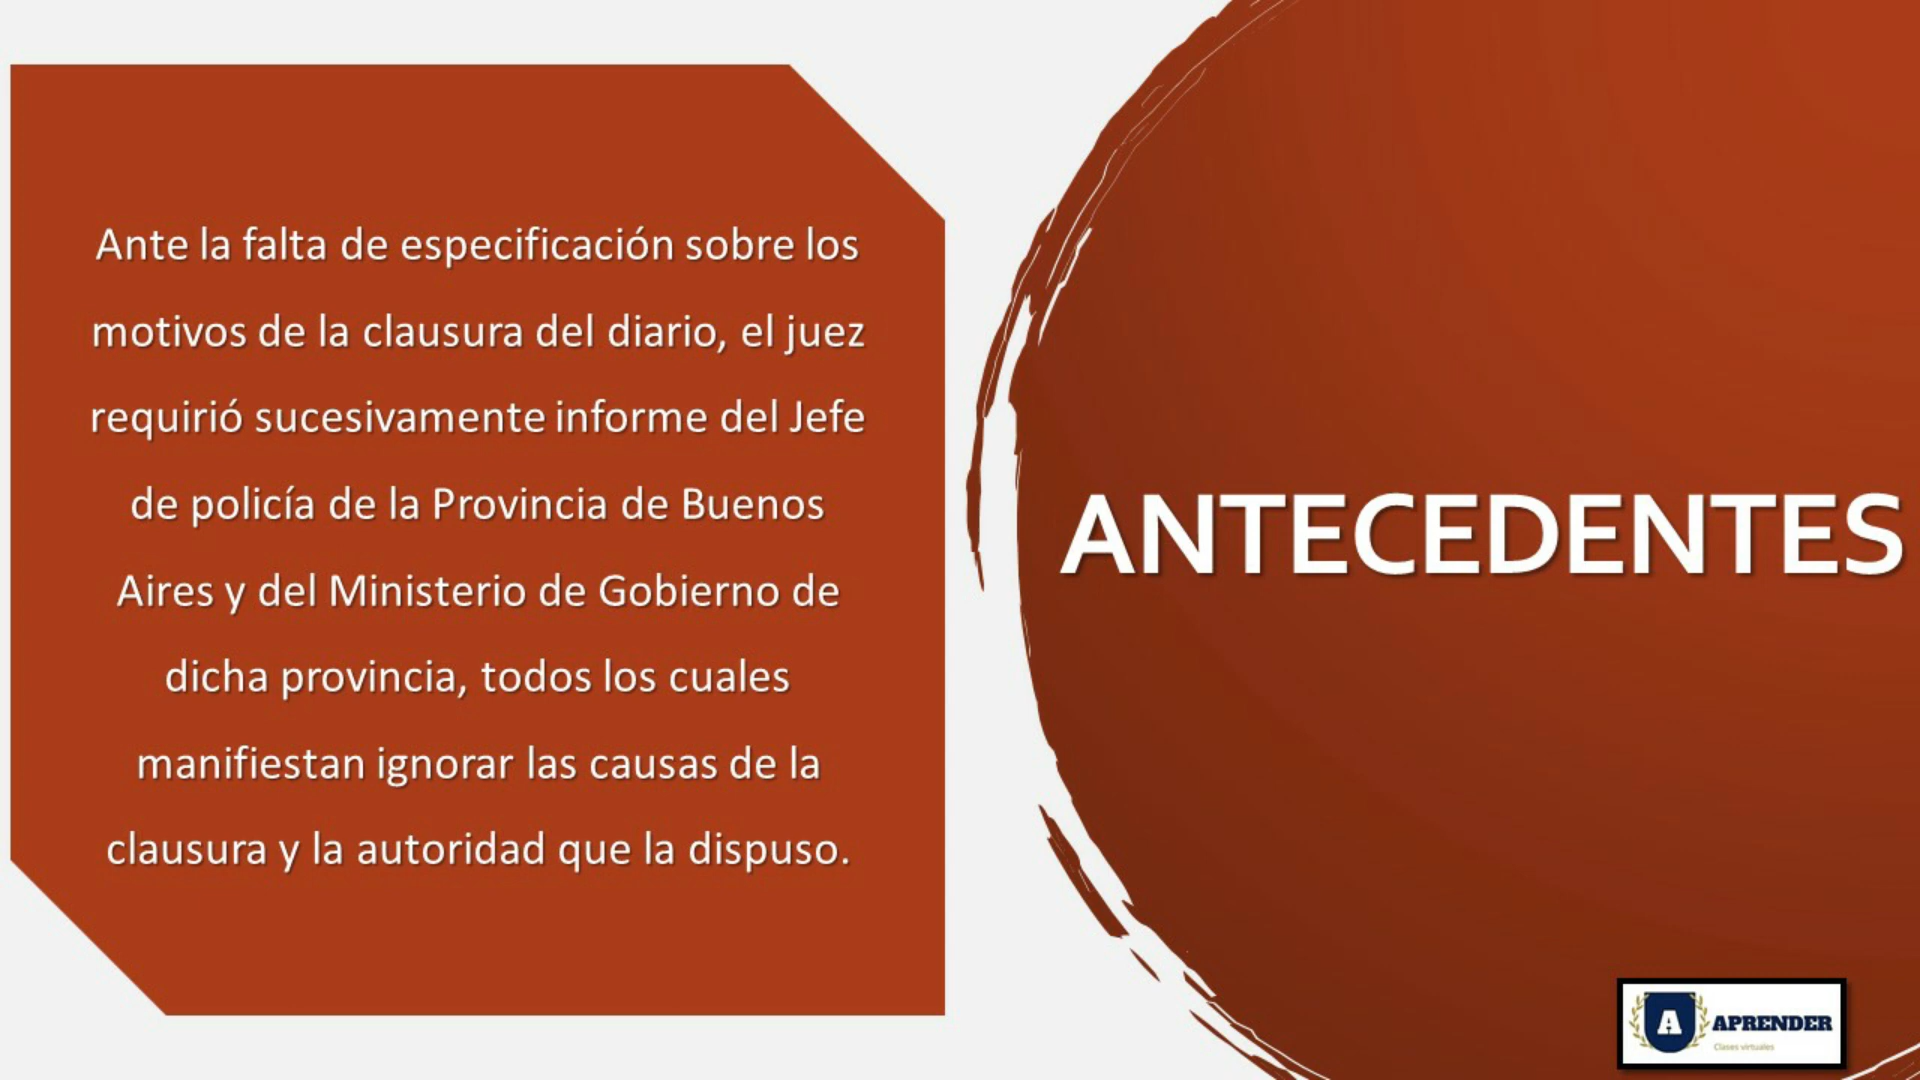 Ante la falta de especificación sobre los
motivos de la clausura del diario, el juez
requirió sucesivamente informe del Jefe
de policía de la Provincia de Buenos
Aires y del Ministerio de Gobierno de
dicha provincia, todos los cuales
manifiestan ignorar las causas de la
clausura y la autoridad que la dispuso.
ANTECEDENTES
A APRENDER
Clases virtuales